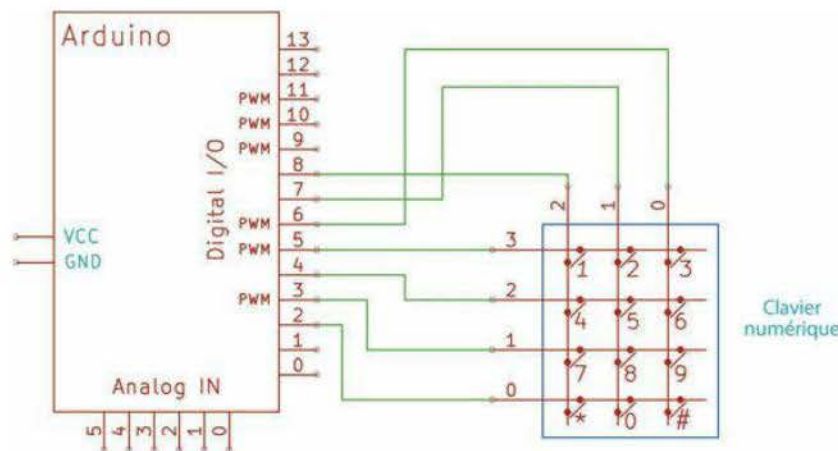 Arduino
13
12
PWM 11
PWM 10
PWM 9
8
7
PWM 6
PWM 5
4
PWM 3
2
1
0
Digital I/O
VCC
GND
Analog IN
5 4 3 2 1 0
2 1 0
3
2
1
0
1 2 3
4 5 6
7 8 9
* 0 #
Clavier
numérique